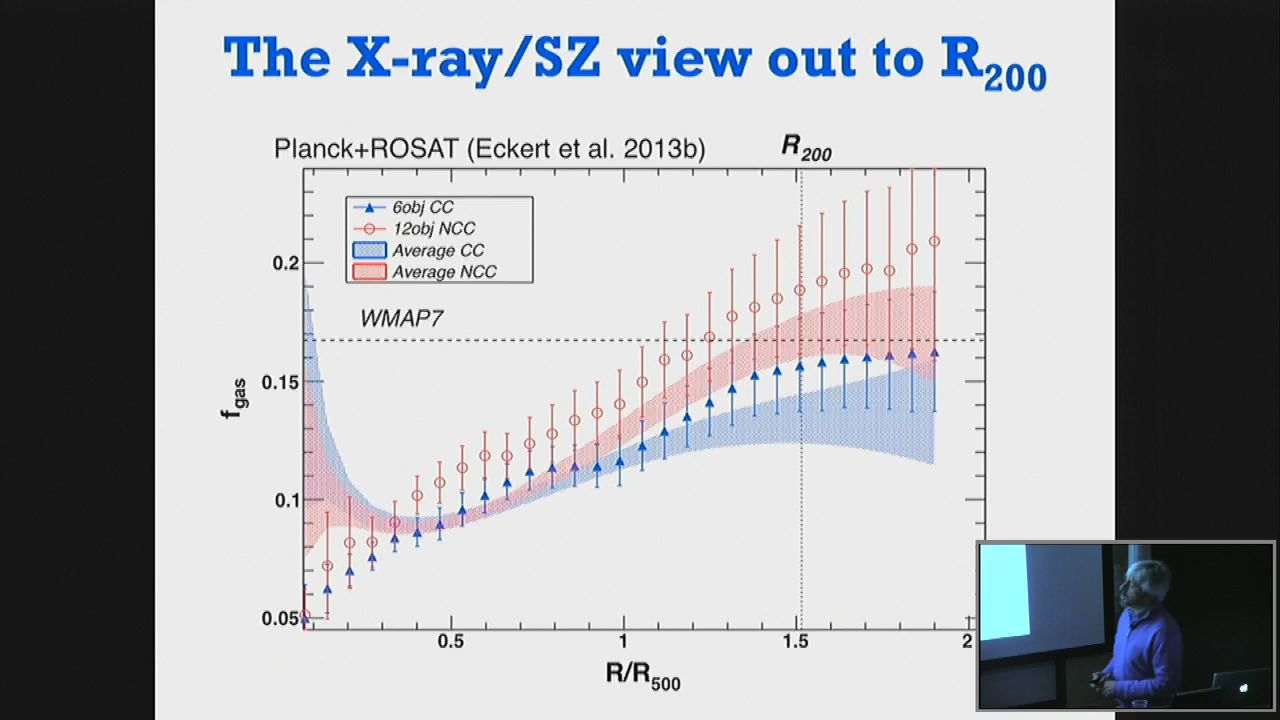 The X-ray/SZ view out to R200
Planck+ROSAT (Eckert et al. 2013b)
R200
6obj CC
12obj NCC
Average CC
Average NCC
WMAP7
0.2
0.15
0.1
0.05
fgas
0.5
1
1.5
2
R/R500